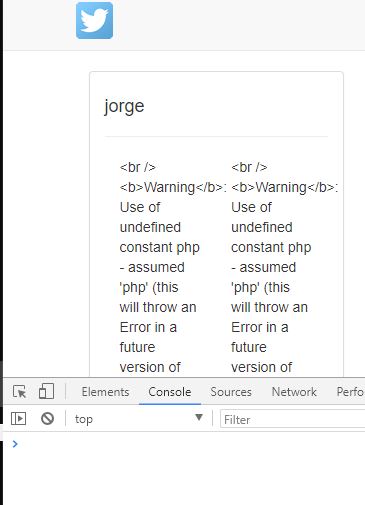 jorge
<br />
<b>Warning</b>:
Use of
undefined
constant php
- assumed
'php' (this
will throw an
Error in a
future
version of
<br />
<b>Warning</b>:
Use of
undefined
constant php
- assumed
'php' (this
will throw an
Error in a
future
version of
Elements Console Sources Network Perfo
top Filter